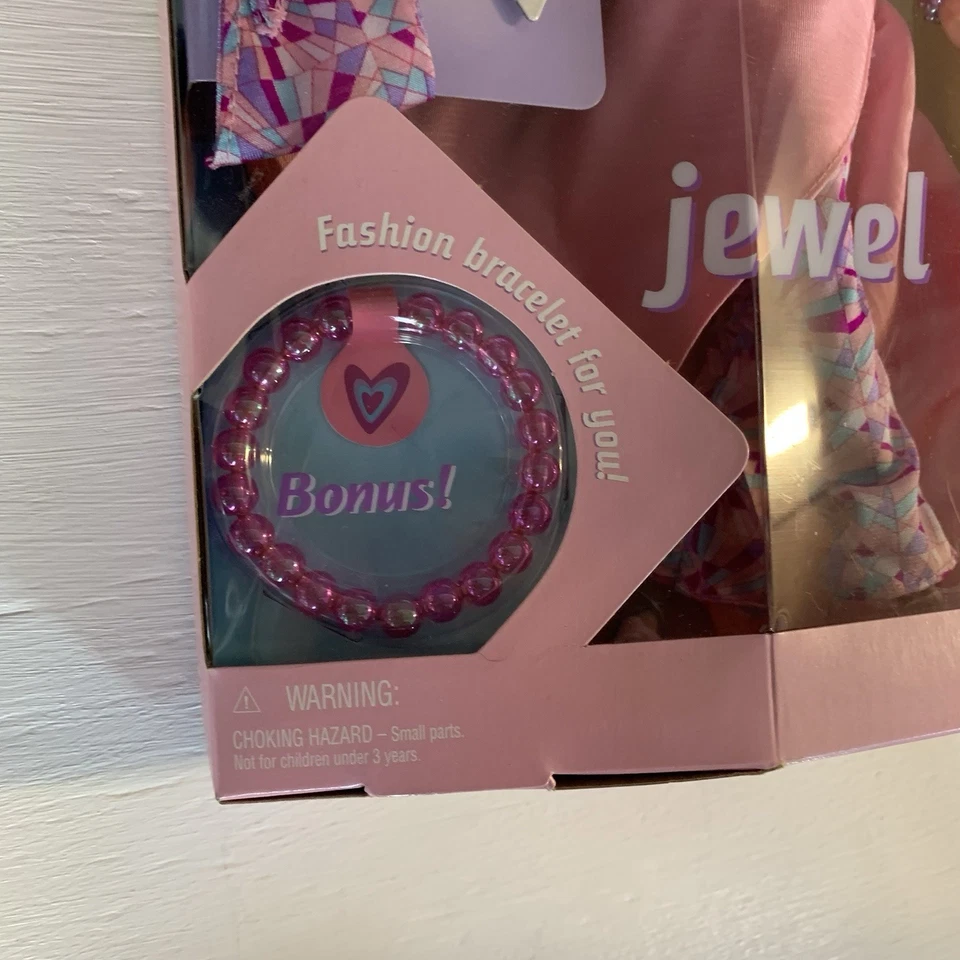 jewel
Fashion bracelet for you!
Bonus!
⚠ WARNING:
CHOKING HAZARD – Small parts.
Not for children under 3 years.